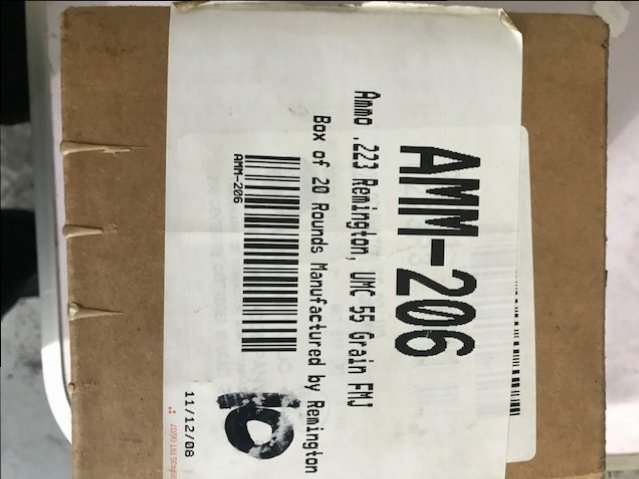 AMM-206
Ammo .223 Remington, UMC 55 Grain FMJ
Box of 20 Rounds Manufactured by Remington
AMM-206
10
11/12/08